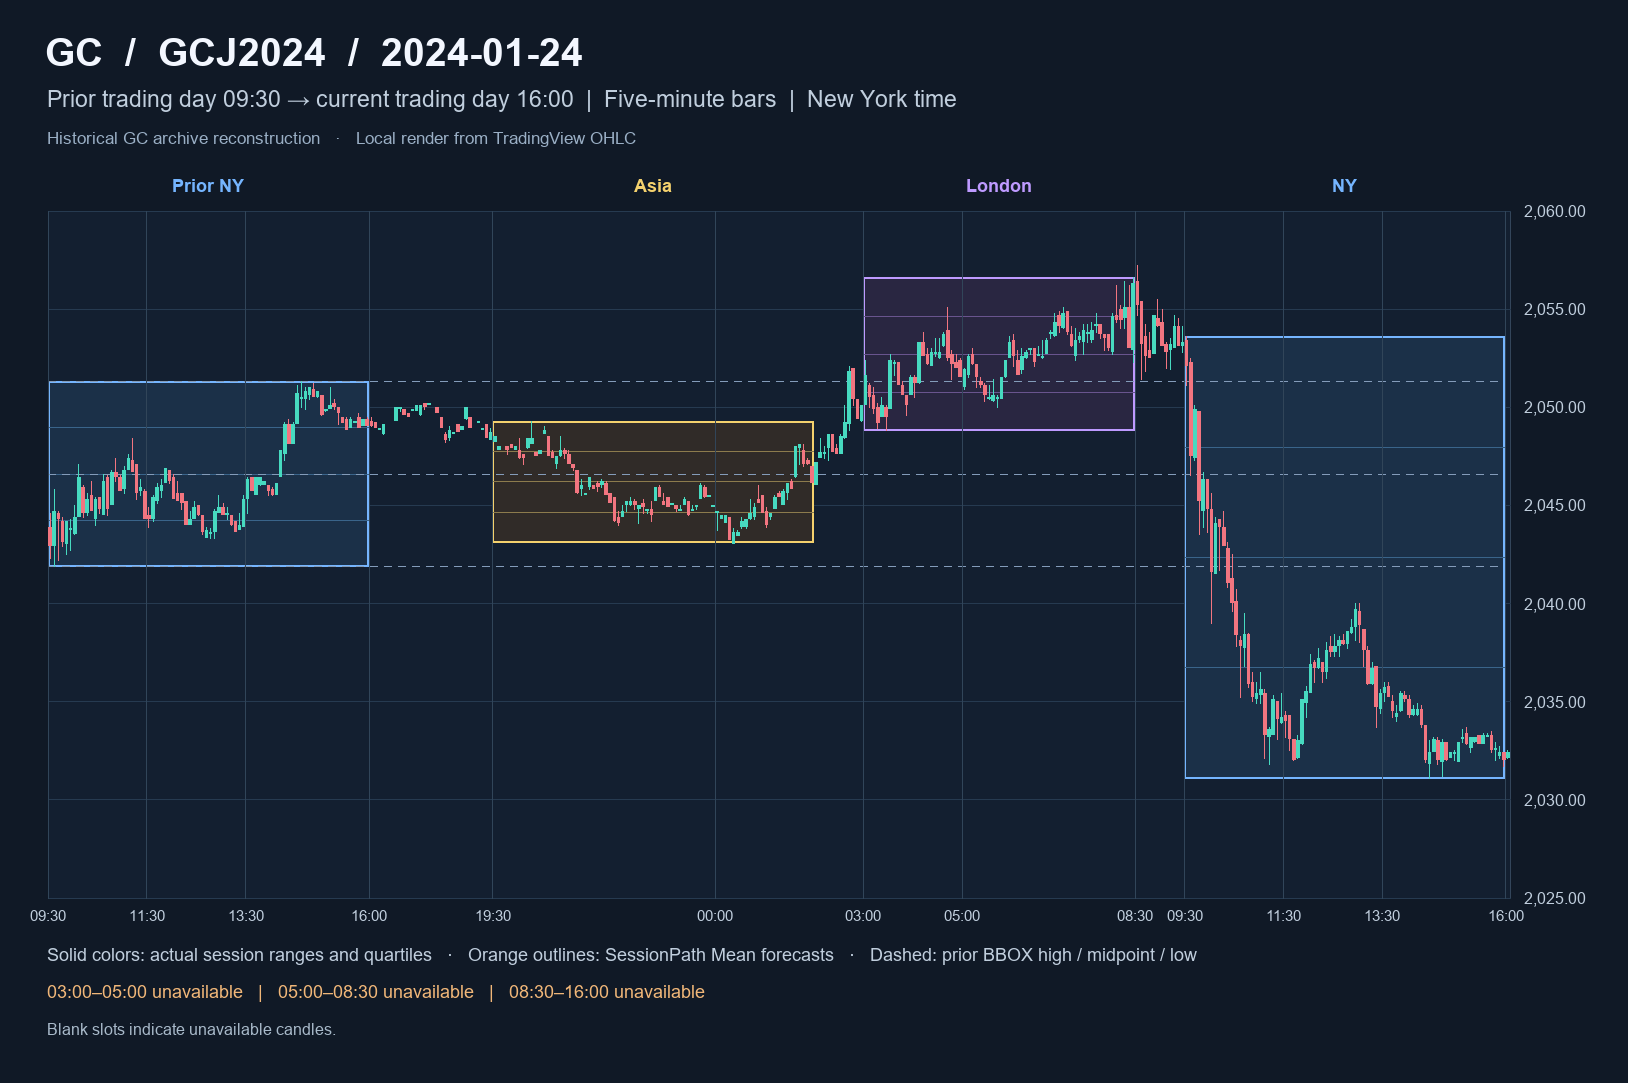 GC / GCJ2024 / 2024-01-24
Prior trading day 09:30 → current trading day 16:00 | Five-minute bars | New York time
Historical GC archive reconstruction · Local render from TradingView OHLC
Prior NY Asia London NY
2,060.00
2,055.00
2,050.00
2,045.00
2,040.00
2,035.00
2,030.00
2,025.00
09:30 11:30 13:30 16:00 19:30 00:00 03:00 05:00 08:30 09:30 11:30 13:30 16:00
Solid colors: actual session ranges and quartiles · Orange outlines: SessionPath Mean forecasts · Dashed: prior BBOX high / midpoint / low
03:00–05:00 unavailable | 05:00–08:30 unavailable | 08:30–16:00 unavailable
Blank slots indicate unavailable candles.